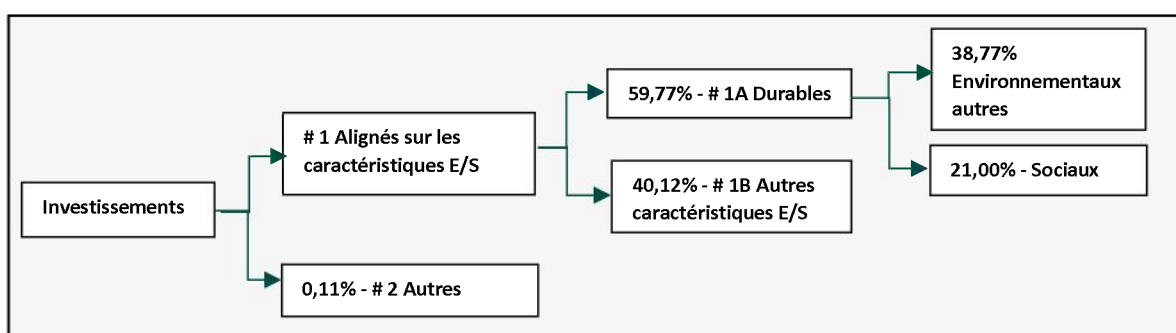 38,77%
Environnementaux
autres
59,77% - # 1A Durables
# 1 Alignés sur les
caractéristiques E/S
21,00% - Sociaux
40,12% - # 1B Autres
caractéristiques E/S
Investissements
0,11% - # 2 Autres